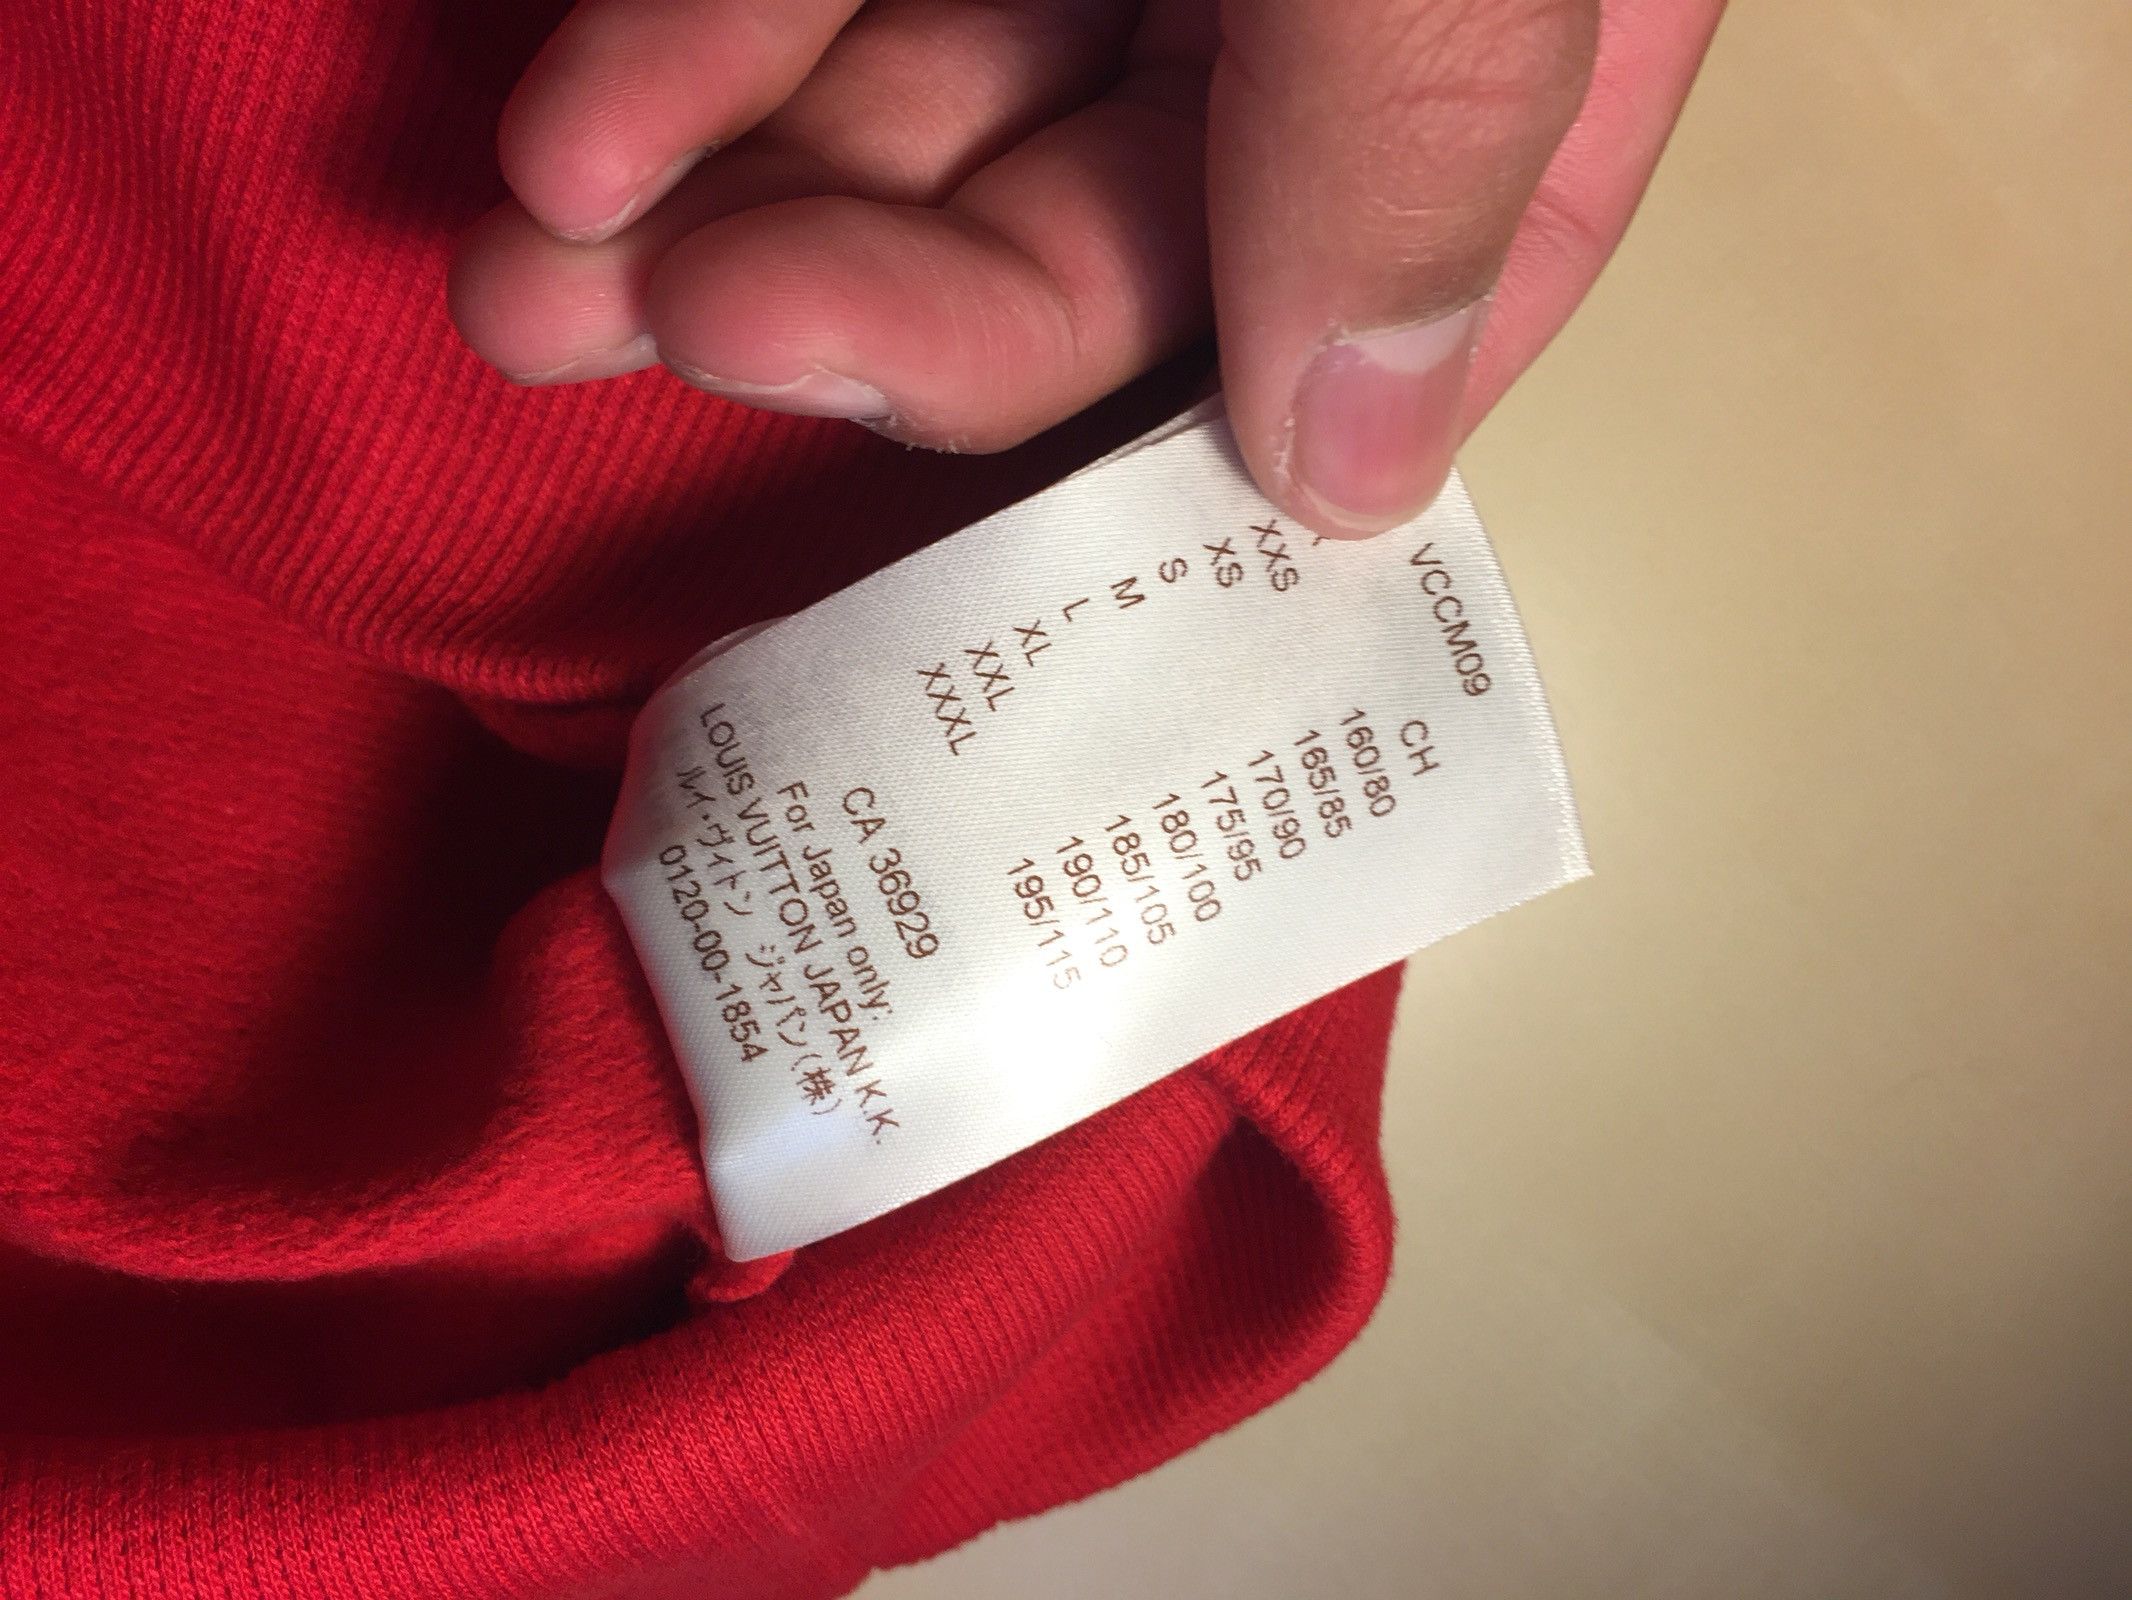 VCCM09
CH
XXS 160/80
XS 165/85
S 170/90
M 175/95
L 180/100
XL 185/105
XXL 190/110
XXXL 195/115
CA 36929
For Japan only:
LOUIS VUITTON JAPAN K.K.
ルイ・ヴィトン ジャパン(株)
0120-00-1854